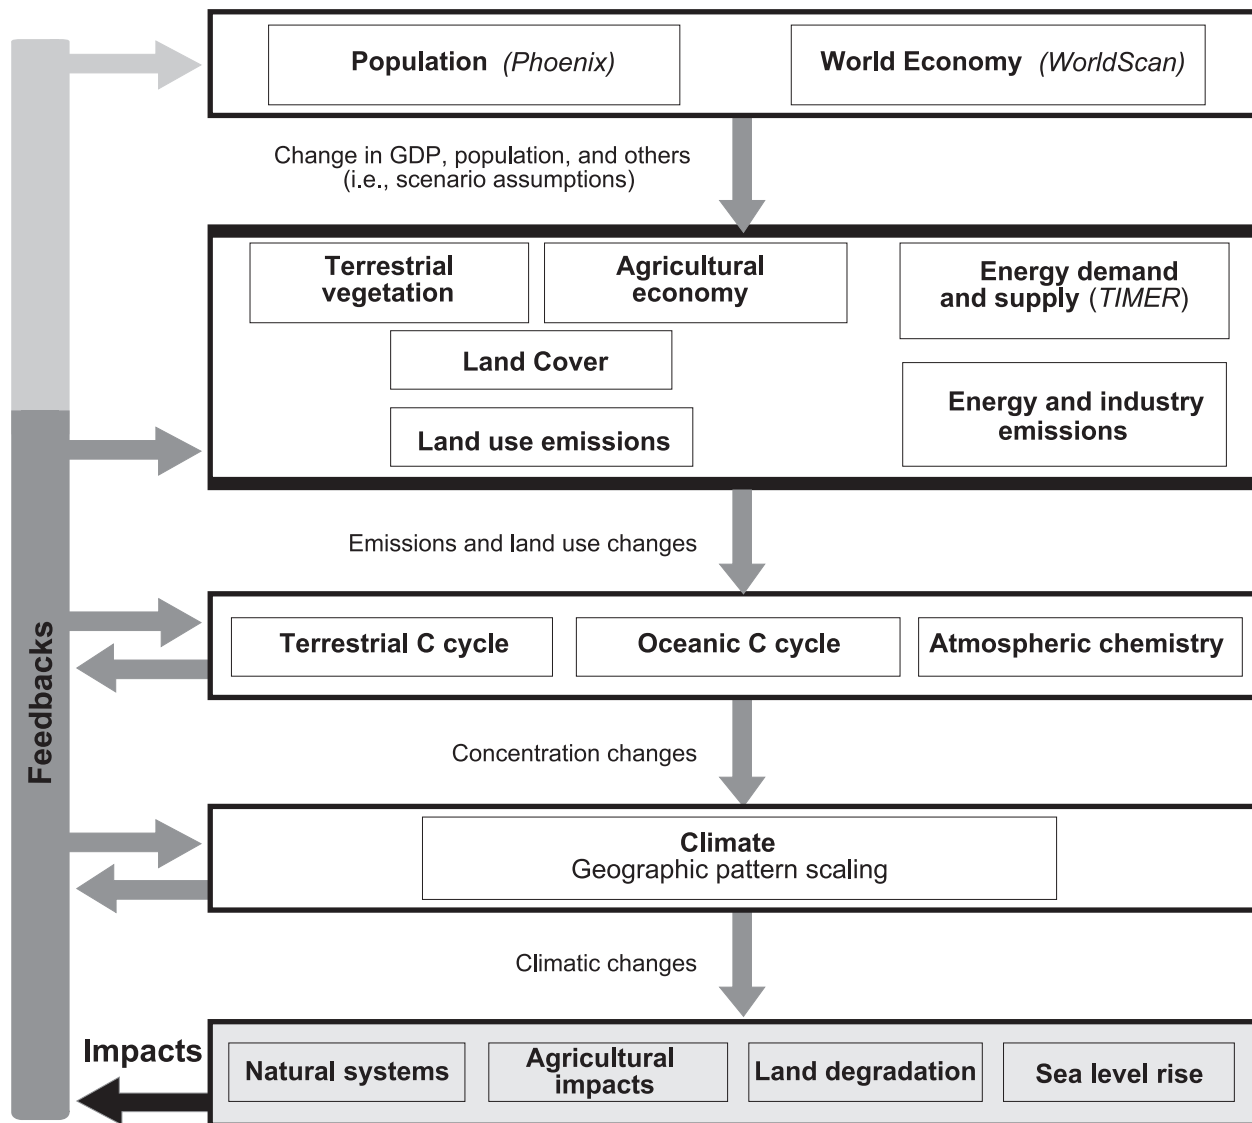 Population (Phoenix)
World Economy (WorldScan)
Change in GDP, population, and others
(i.e., scenario assumptions)
Terrestrial
vegetation
Agricultural
economy
Energy demand
and supply (TIMER)
Land Cover
Energy and industry
emissions
Land use emissions
Emissions and land use changes
Feedbacks
Terrestrial C cycle
Oceanic C cycle
Atmospheric chemistry
Concentration changes
Climate
Geographic pattern scaling
Climatic changes
Impacts
Natural systems
Agricultural
impacts
Land degradation
Sea level rise